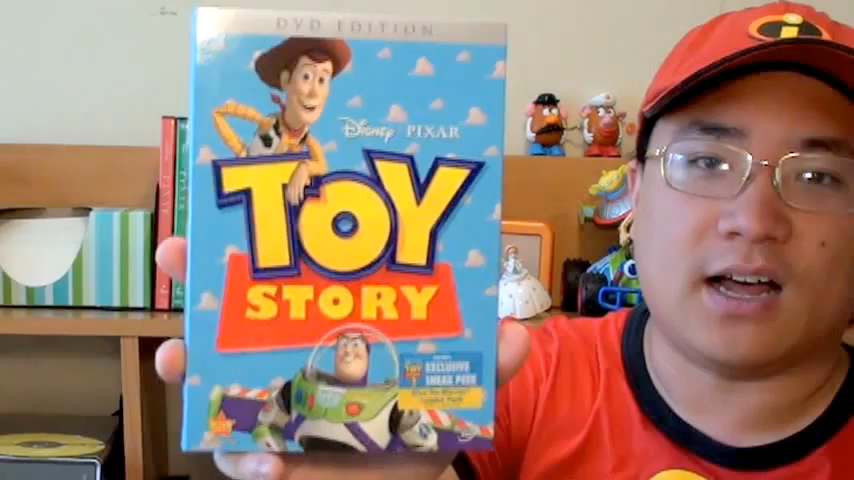 DVD EDITION
Disney PIXAR
TOY
STORY
EXCLUSIVE
SNEAK PEEK
i